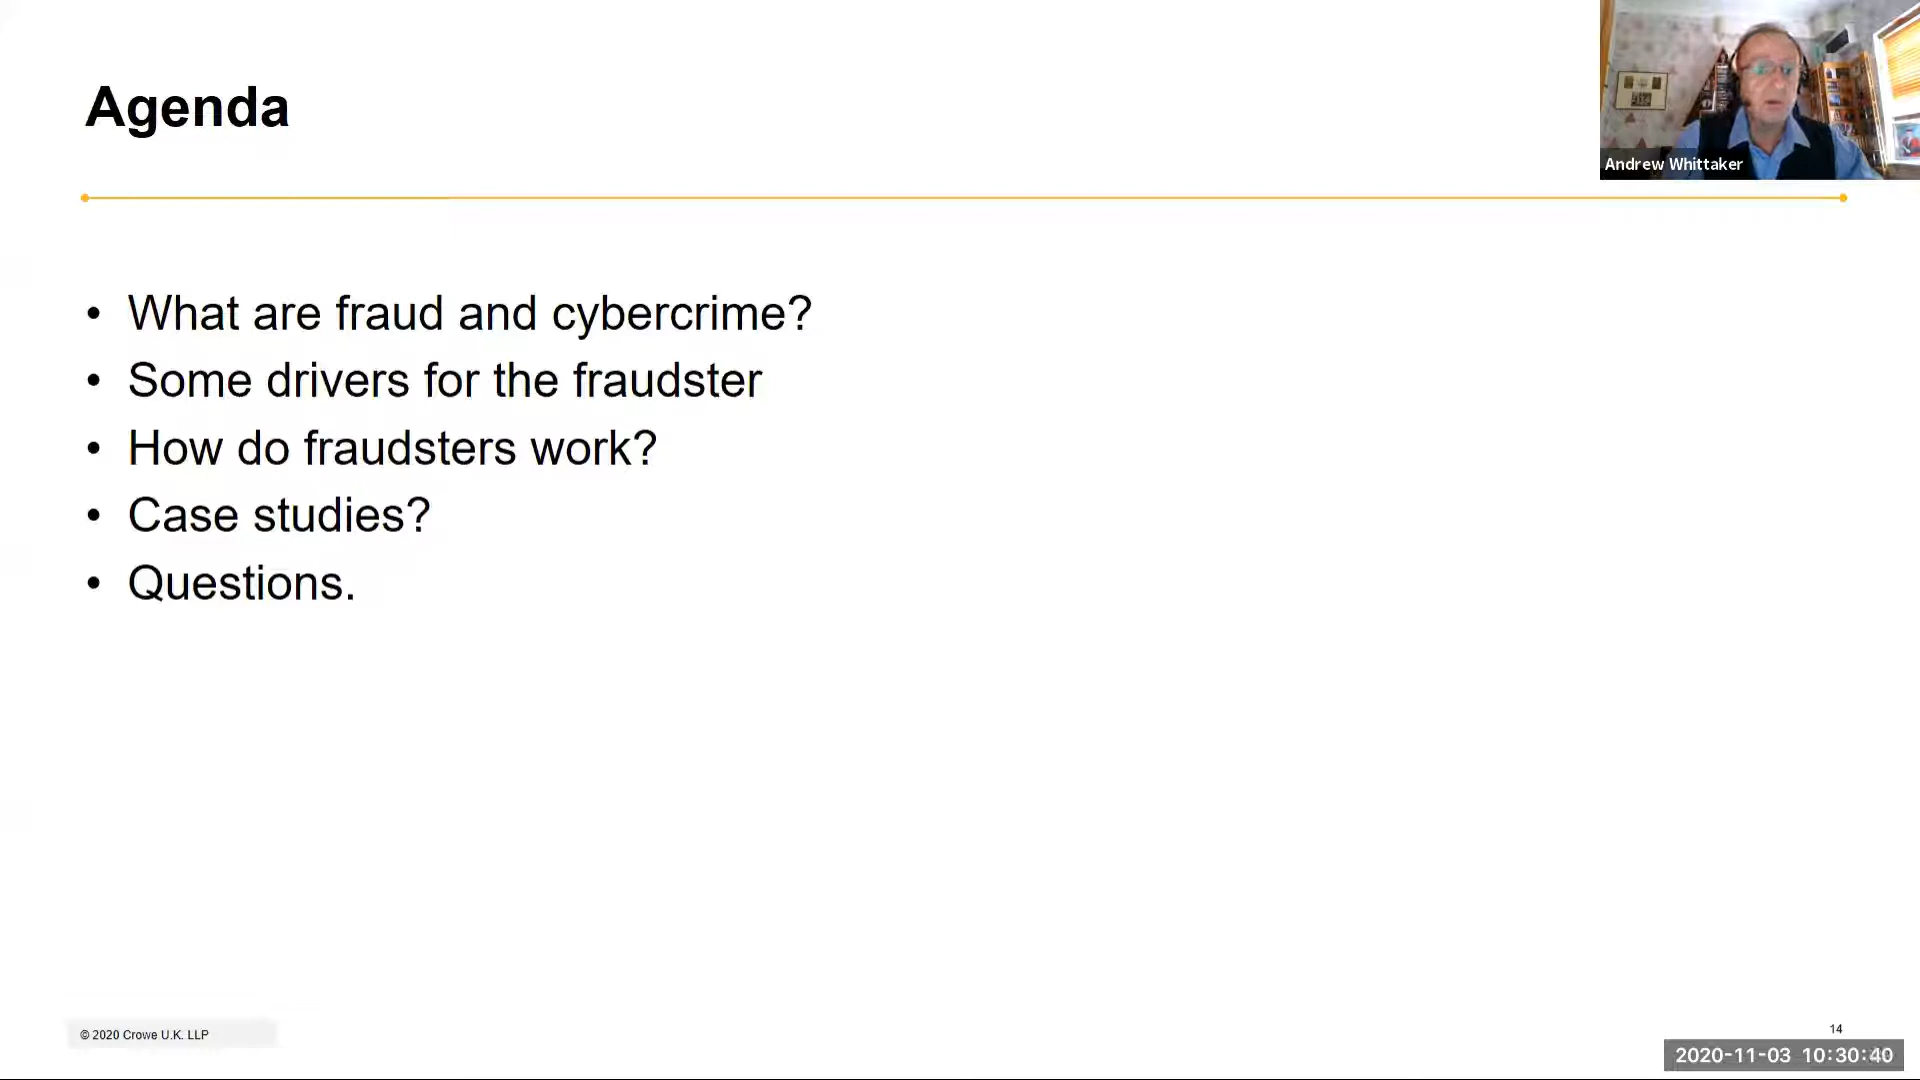 Agenda
Andrew Whittaker
• What are fraud and cybercrime?
• Some drivers for the fraudster
• How do fraudsters work?
• Case studies?
• Questions.
© 2020 Crowe U.K. LLP
14
2020-11-03 10:30:40